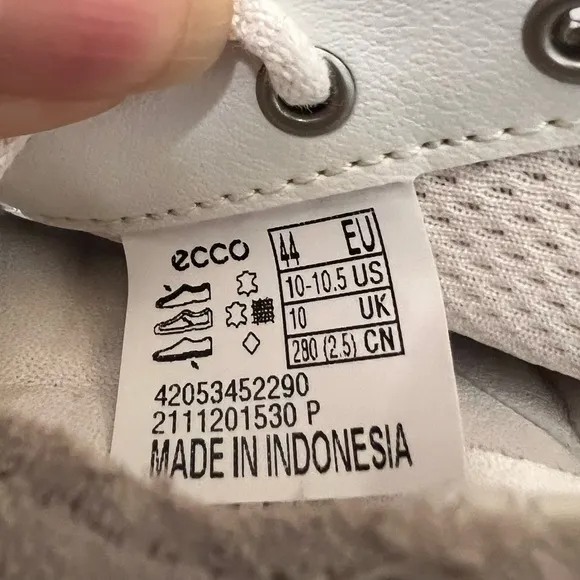 ecco
44 EU
10-10.5 US
10 UK
280 (2.5) CN
42053452290
2111201530 P
MADE IN INDONESIA